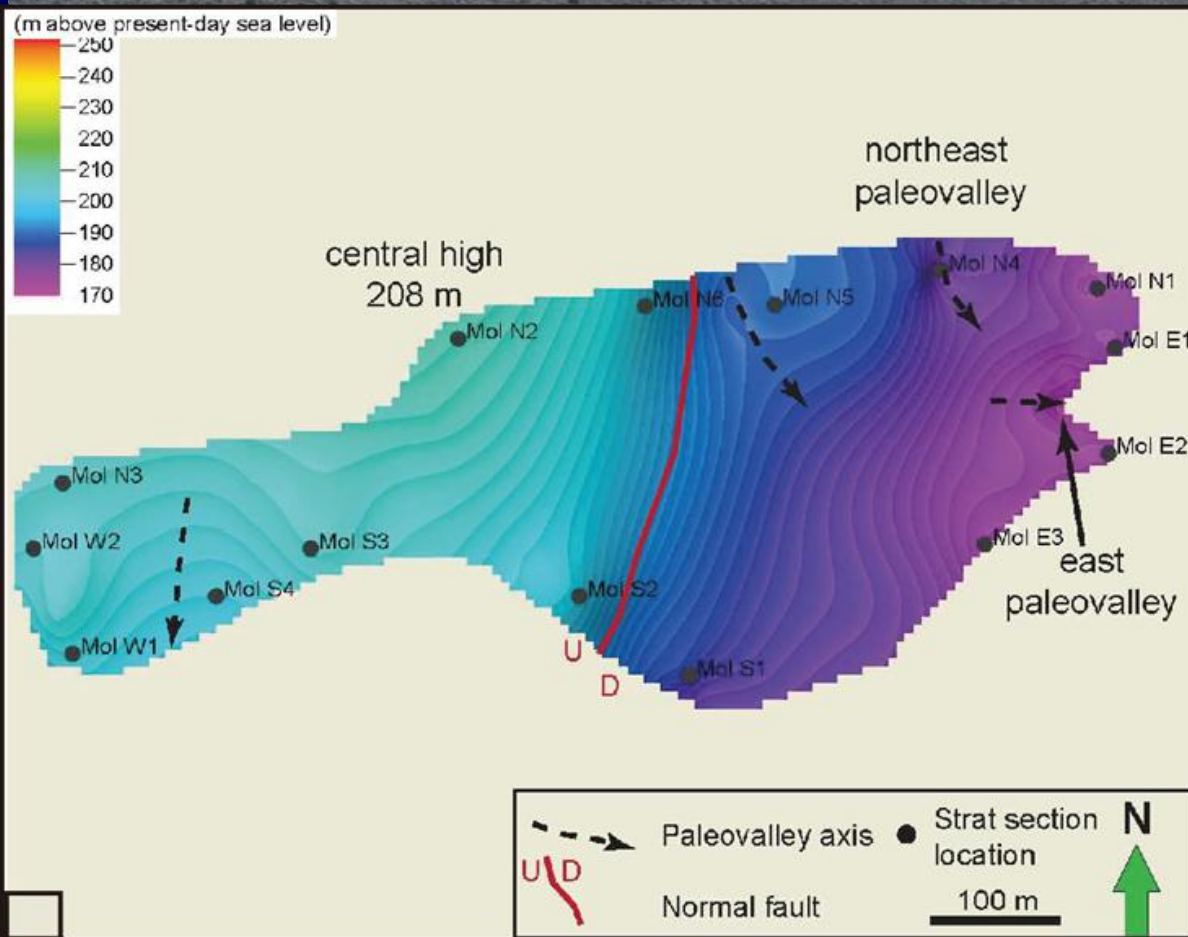 (m above present-day sea level)
250
240
230
220
210
200
190
180
170
northeast
paleovalley
central high
208 m
Mol N4
Mol N1
Mol N6
Mol N5
Mol N2
Mol E1
Mol E2
Mol N3
Mol W2
Mol S3
Mol E3
Mol S4
Mol S2
east
paleovalley
Mol W1
U
D
Mol S1
Paleovalley axis
Strat section
location
N
U D
Normal fault
100 m